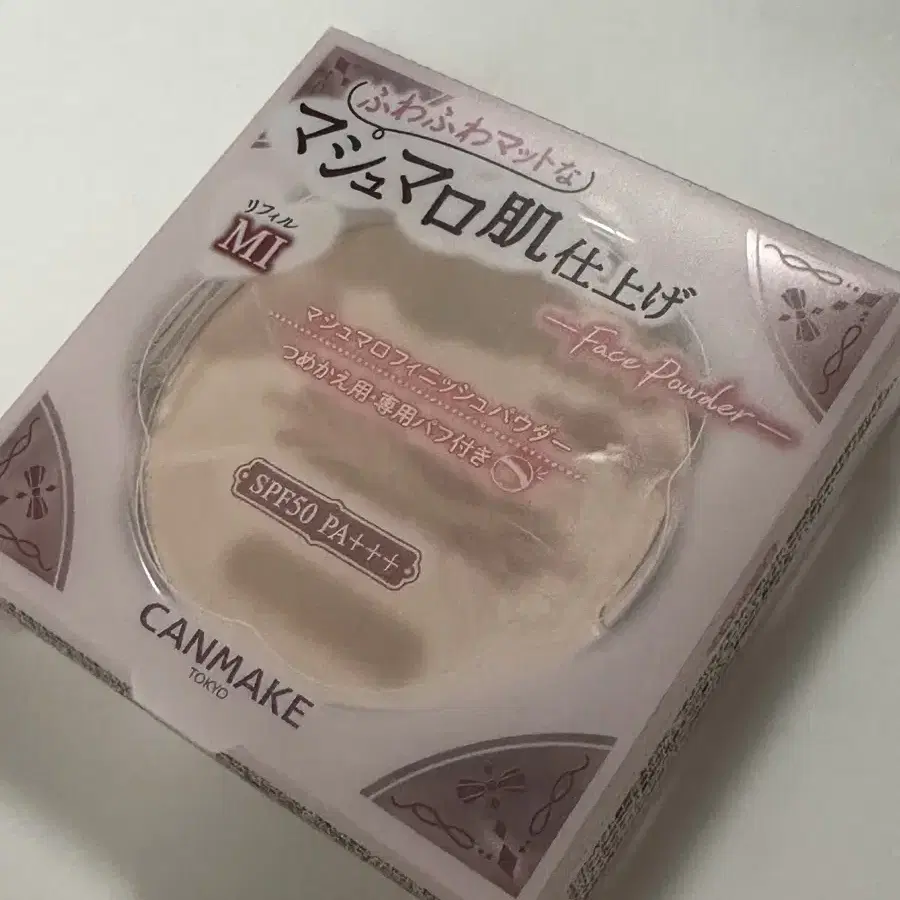 ふわふわマットな
マシュマロ肌仕上げ
リフィル
MI
Face Powder
マシュマロフィニッシュパウダー
つめかえ用・専用パフ付き
SPF50 PA+++
CANMAKE
TOKYO